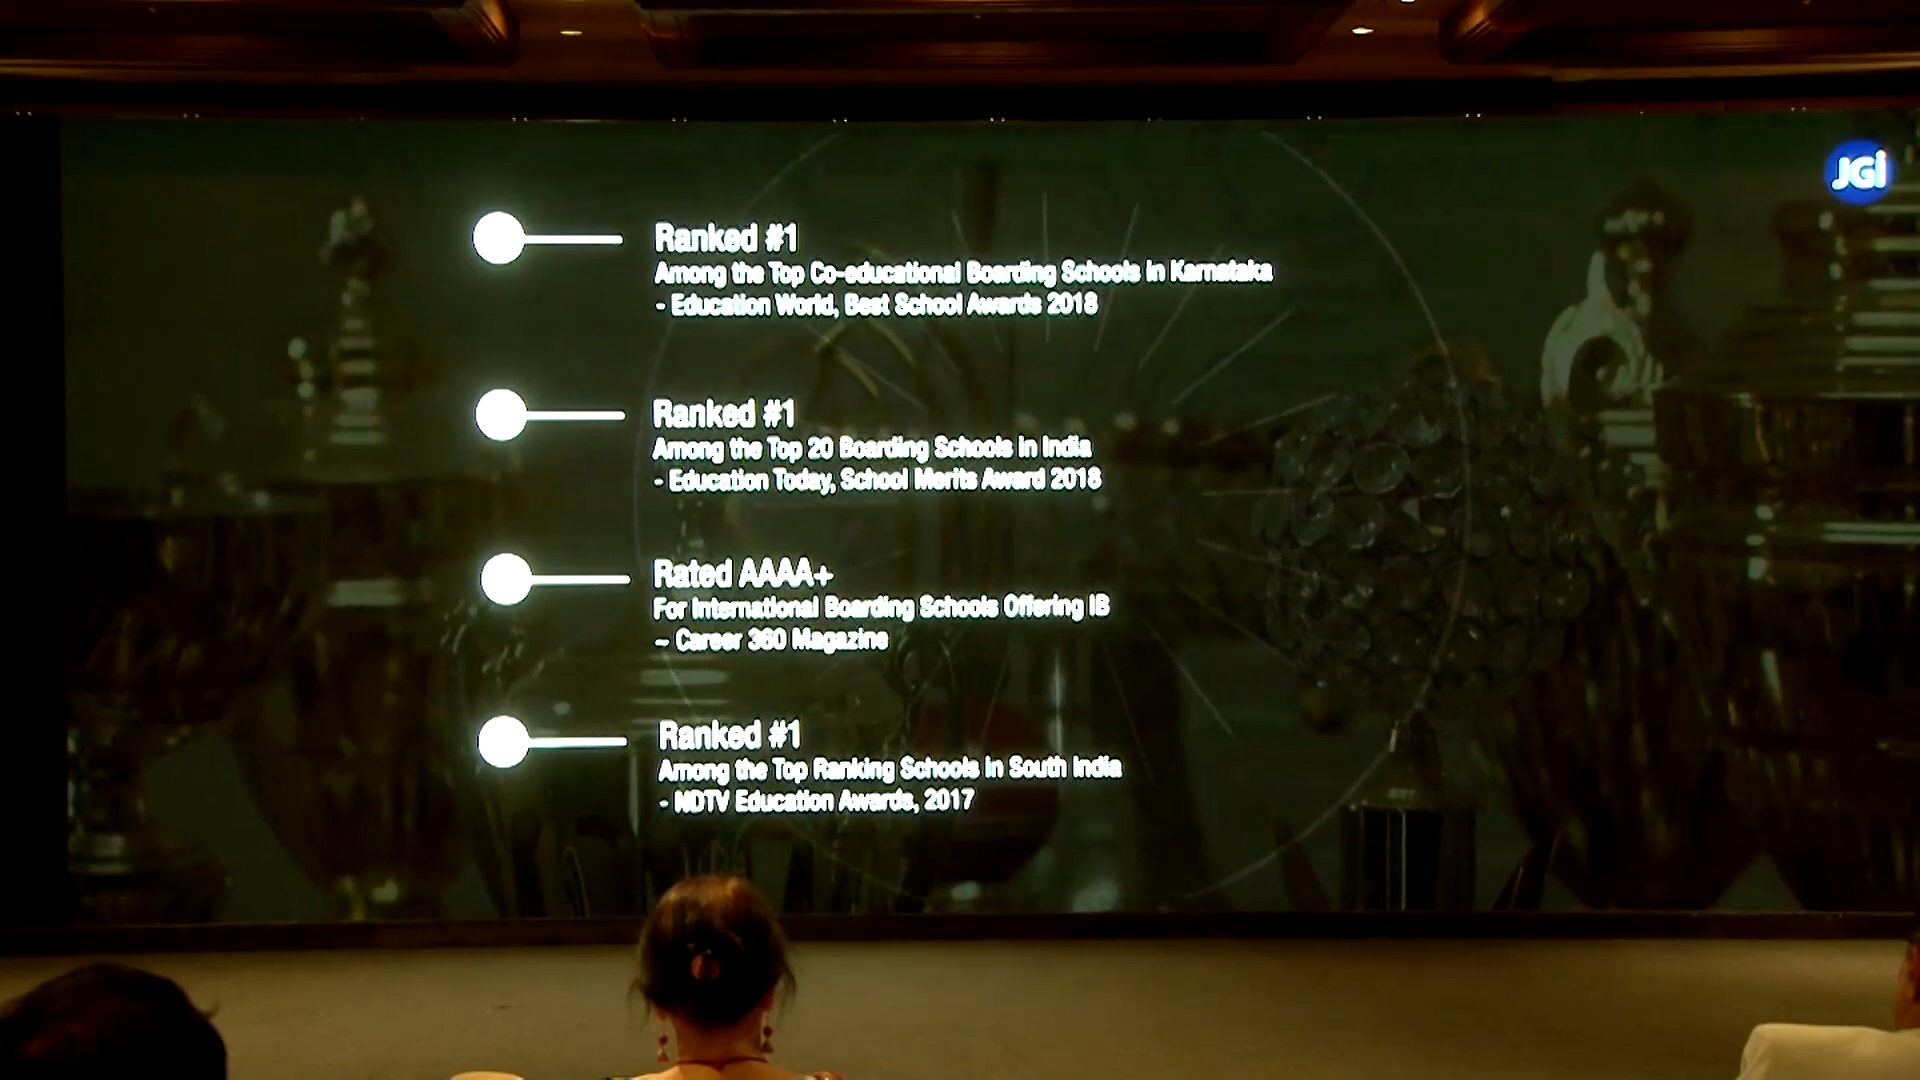 JGi
Ranked #1
Among the Top Co-educational Boarding Schools in Karnataka
- Education World, Best School Awards 2018
Ranked #1
Among the Top 20 Boarding Schools in India
- Education Today, School Merits Award 2018
Rated AAAA+
For International Boarding Schools Offering IB
- Career 360 Magazine
Ranked #1
Among the Top Ranking Schools in South India
- NDTV Education Awards, 2017